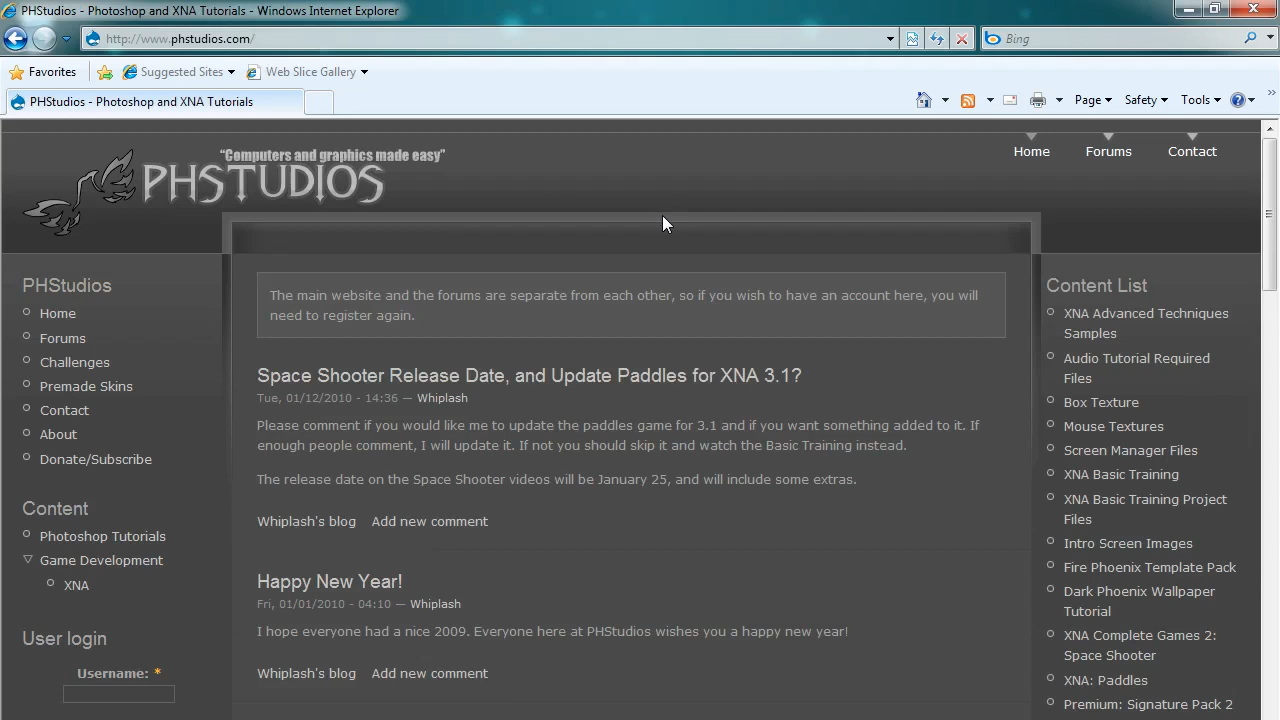 PHStudios - Photoshop and XNA Tutorials - Windows Internet Explorer
http://www.phstudios.com/
Bing
Favorites
Suggested Sites
Web Slice Gallery
PHStudios - Photoshop and XNA Tutorials
Page
Safety
Tools
"Computers and graphics made easy"
PHSTUDIOS
Home
Forums
Contact
PHStudios
Home
Forums
Challenges
Premade Skins
Contact
About
Donate/Subscribe
Content
Photoshop Tutorials
Game Development
XNA
User login
Username: *
The main website and the forums are separate from each other, so if you wish to have an account here, you will
need to register again.
Space Shooter Release Date, and Update Paddles for XNA 3.1?
Tue, 01/12/2010 - 14:36 — Whiplash
Please comment if you would like me to update the paddles game for 3.1 and if you want something added to it. If
enough people comment, I will update it. If not you should skip it and watch the Basic Training instead.
The release date on the Space Shooter videos will be January 25, and will include some extras.
Whiplash's blog
Add new comment
Happy New Year!
Fri, 01/01/2010 - 04:10 — Whiplash
I hope everyone had a nice 2009. Everyone here at PHStudios wishes you a happy new year!
Whiplash's blog
Add new comment
Content List
XNA Advanced Techniques
Samples
Audio Tutorial Required
Files
Box Texture
Mouse Textures
Screen Manager Files
XNA Basic Training
XNA Basic Training Project
Files
Intro Screen Images
Fire Phoenix Template Pack
Dark Phoenix Wallpaper
Tutorial
XNA Complete Games 2:
Space Shooter
XNA: Paddles
Premium: Signature Pack 2